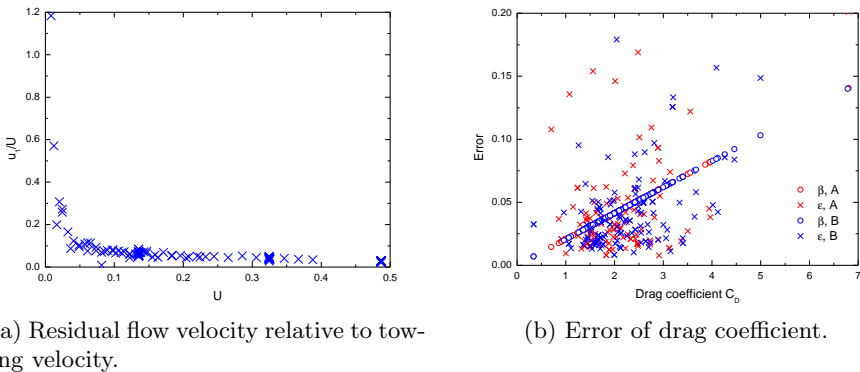 1.2
1.0
0.8
0.6
0.4
0.2
0.0
u1/U
0.0 0.1 0.2 0.3 0.4 0.5
U
a) Residual flow velocity relative to tow-
ng velocity.
0.20
0.15
0.10
0.05
0.00
Error
β, A
ε, A
β, B
ε, B
0 1 2 3 4 5 6 7
Drag coefficient CD
(b) Error of drag coefficient.